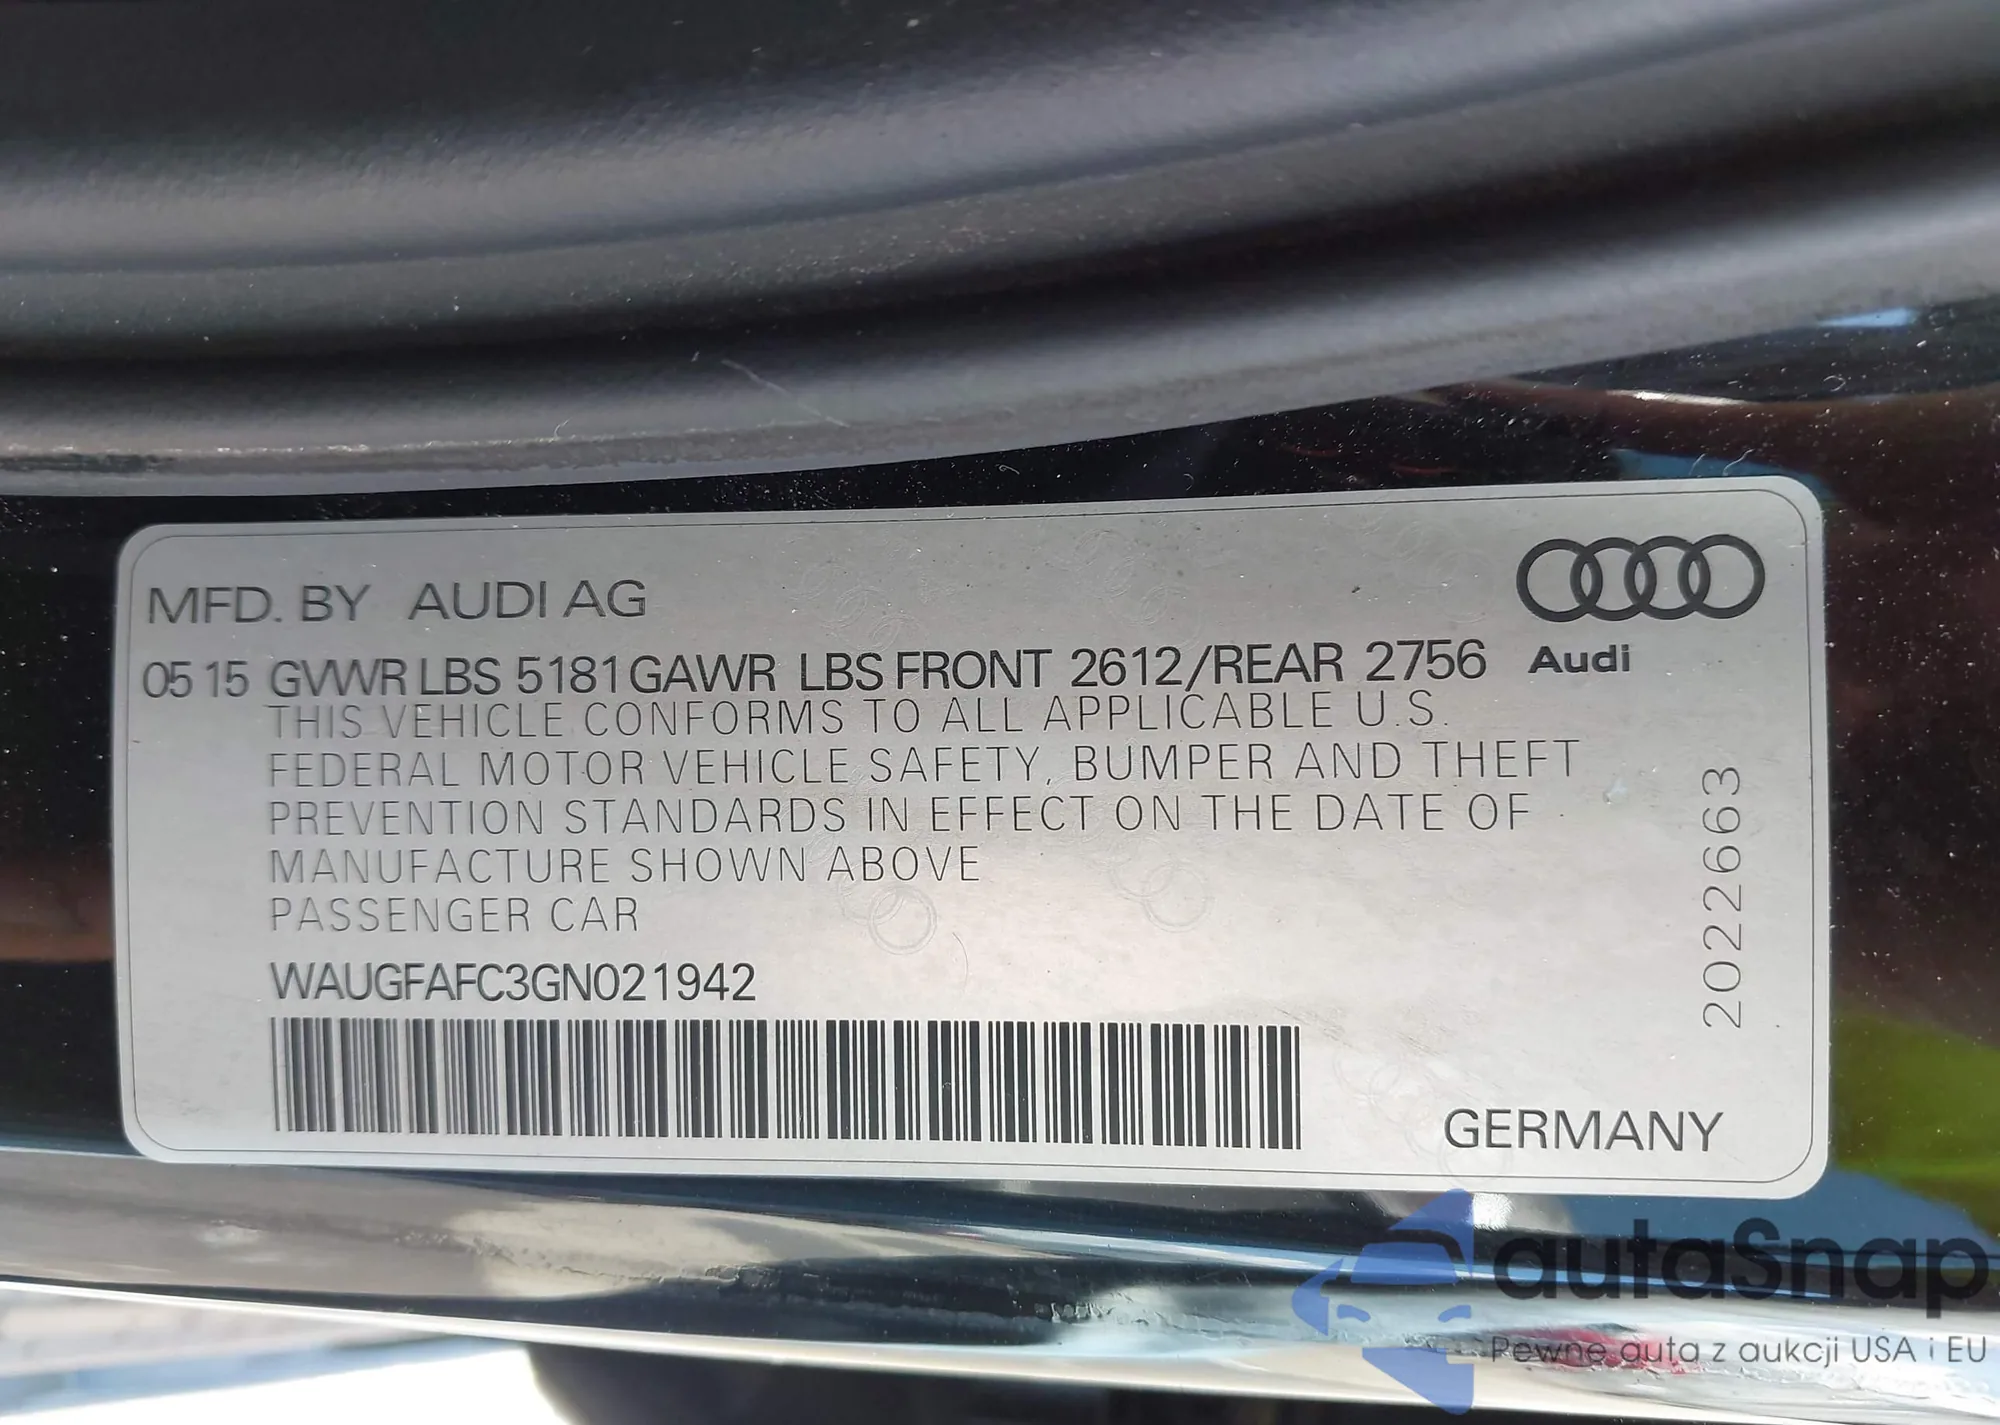 MFD. BY AUDI AG
05 15 GVWR LBS 5181 GAWR LBS FRONT 2612/REAR 2756
Audi
THIS VEHICLE CONFORMS TO ALL APPLICABLE U.S.
FEDERAL MOTOR VEHICLE SAFETY, BUMPER AND THEFT
PREVENTION STANDARDS IN EFFECT ON THE DATE OF
MANUFACTURE SHOWN ABOVE
PASSENGER CAR
WAUGFAFC3GN021942
2022663
GERMANY
autaSnap
Pewne auta z aukcji USA i EU